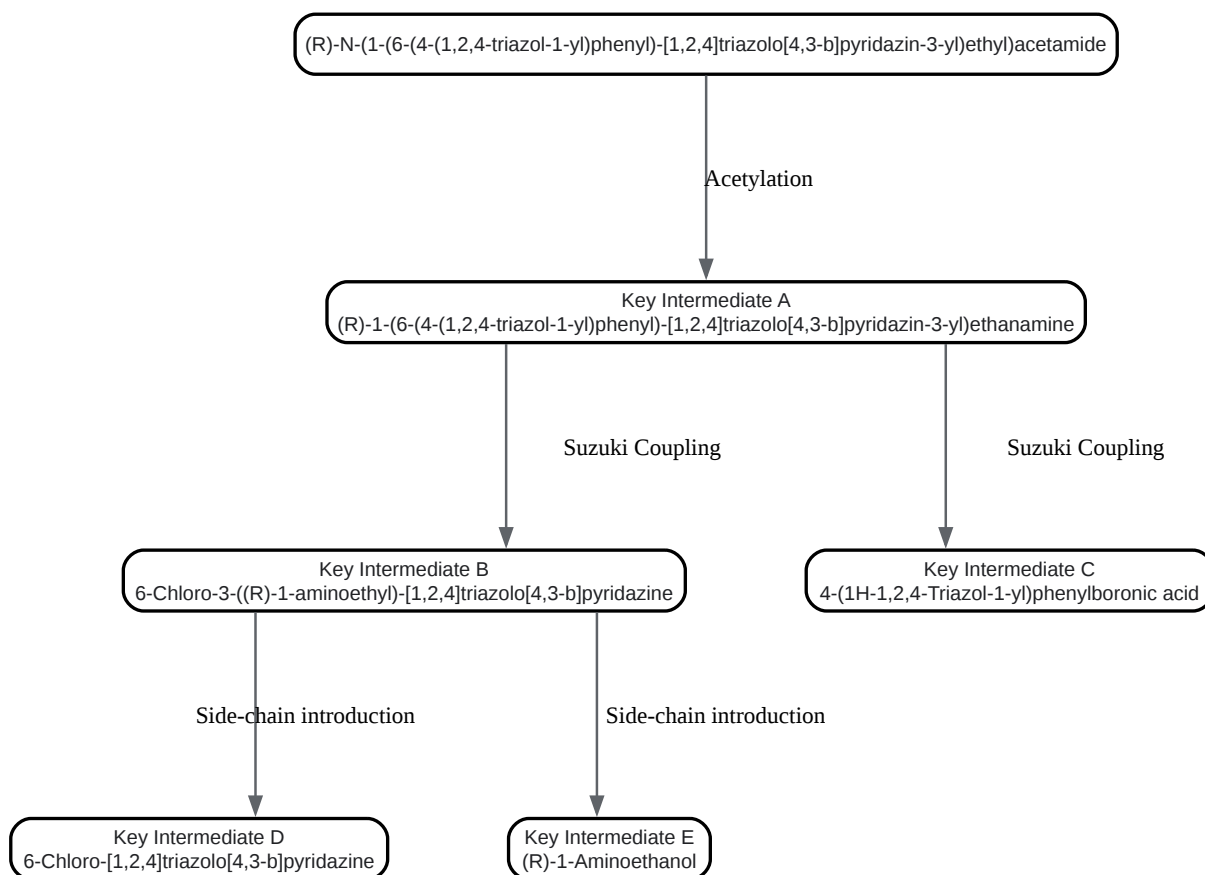 (R)-N-(1-(6-(4-(1,2,4-triazol-1-yl)phenyl)-[1,2,4]triazolo[4,3-b]pyridazin-3-yl)ethyl)acetamide
Acetylation
Key Intermediate A
(R)-1-(6-(4-(1,2,4-triazol-1-yl)phenyl)-[1,2,4]triazolo[4,3-b]pyridazin-3-yl)ethanamine
Suzuki Coupling
Suzuki Coupling
Key Intermediate B
6-Chloro-3-((R)-1-aminoethyl)-[1,2,4]triazolo[4,3-b]pyridazine
Key Intermediate C
4-(1H-1,2,4-Triazol-1-yl)phenylboronic acid
Side-chain introduction
Side-chain introduction
Key Intermediate D
6-Chloro-[1,2,4]triazolo[4,3-b]pyridazine
Key Intermediate E
(R)-1-Aminoethanol